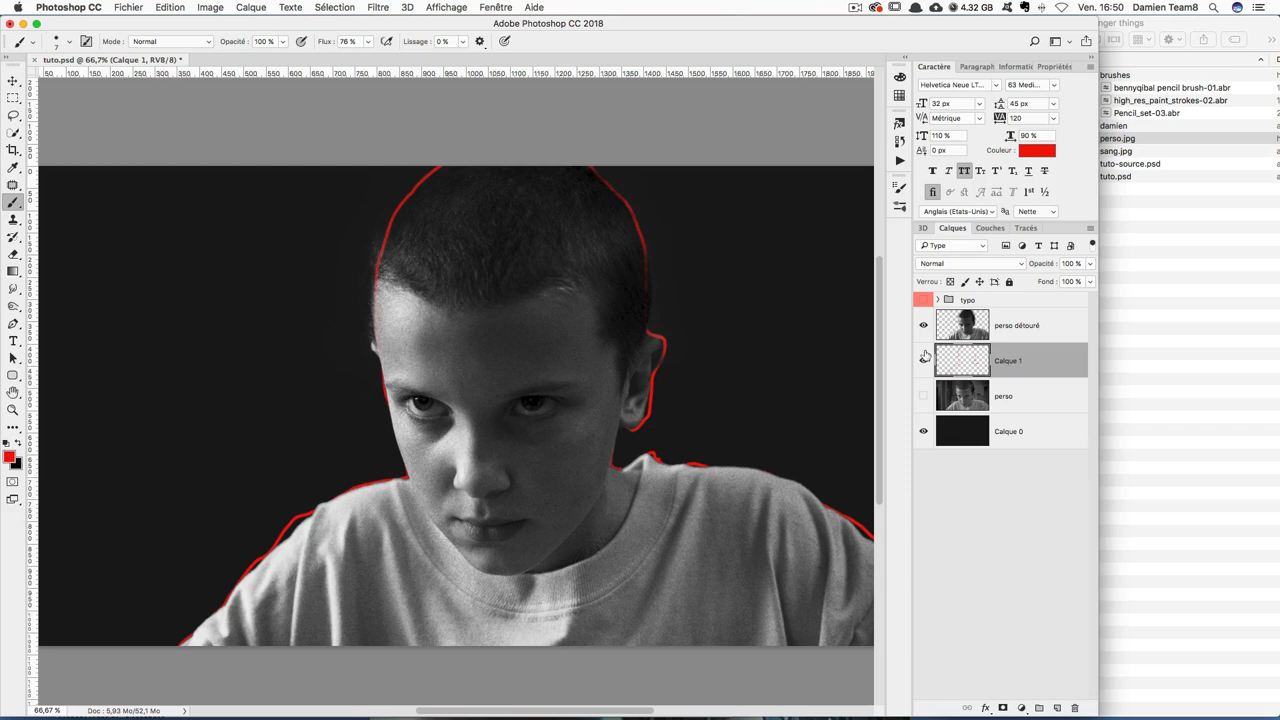 Photoshop CC Fichier Edition Image Calque Texte Sélection Filtre 3D Affichage Fenêtre Aide 4.32 GB Ven. 16:50 Damien Team8
Adobe Photoshop CC 2018
nger things
7 Mode : Normal Opacité : 100 % Flux : 76 % Lissage : 0 %
tuto.psd @ 66,7% (Calque 1, RVB/8) *
Caractère Paragraph Informatic Propriétés
brushes
bennyqibal pencil brush-01.abr
high_res_paint_strokes-02.abr
Pencil_set-03.abr
damien
perso.jpg
sang.jpg
tuto-source.psd
tuto.psd
Helvetica Neue LT... 63 Medi...
32 px 45 px
Métrique 120
110 % 90 %
0 px Couleur :
Anglais (Etats-Unis) Nette
3D Calques Couches Tracés
Type
Normal Opacité : 100 %
Verrou : Fond : 100 %
typo
perso détouré
Calque 1
perso
Calque 0
66,67 % Doc : 5,93 Mo/52,1 Mo